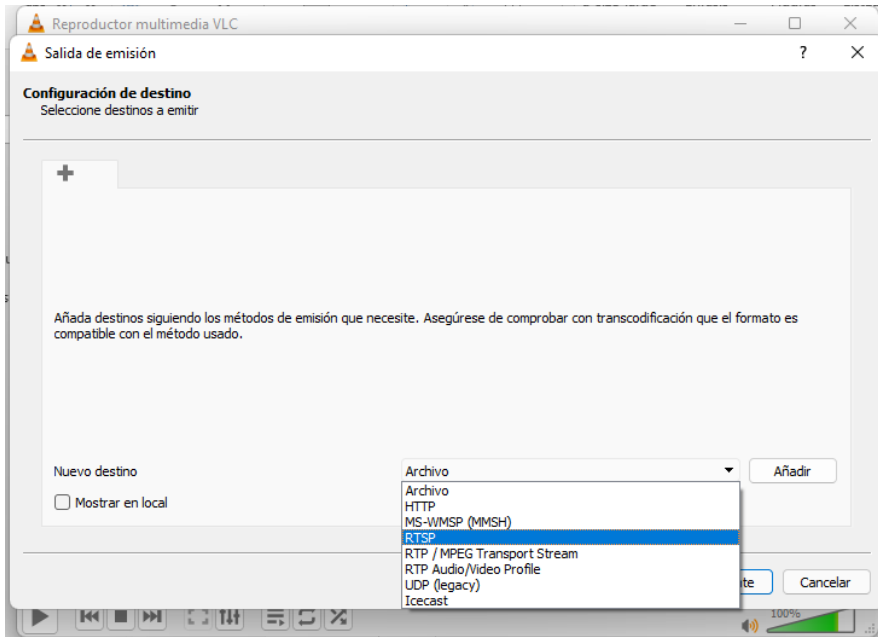 Reproductor multimedia VLC
Salida de emisión
?
Configuración de destino
Seleccione destinos a emitir
Añada destinos siguiendo los métodos de emisión que necesite. Asegúrese de comprobar con transcodificación que el formato es
compatible con el método usado.
Nuevo destino
Archivo
Añadir
Mostrar en local
Archivo
HTTP
MS-WMSP (MMSH)
RTSP
RTP / MPEG Transport Stream
RTP Audio/Video Profile
UDP (legacy)
Icecast
te
Cancelar
100%